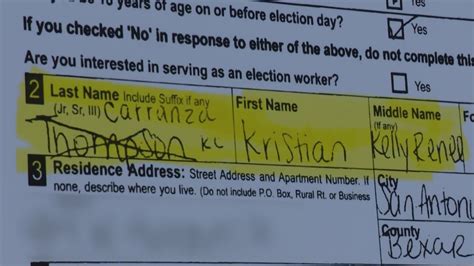 be 18 years of age on or before election day? Yes
If you checked 'No' in response to either of the above, do not complete this Yes
Are you interested in serving as an election worker? Yes
2 Last Name Include Suffix if any
(Jr, Sr, III) Carranza
Thompson KC
First Name
Kristian
Middle Name
(If any)
Kelly Renee
3 Residence Address: Street Address and Apartment Number. If
none, describe where you live. (Do not include P.O. Box, Rural Rt. or Business
City
San Antoni
County
Bexar